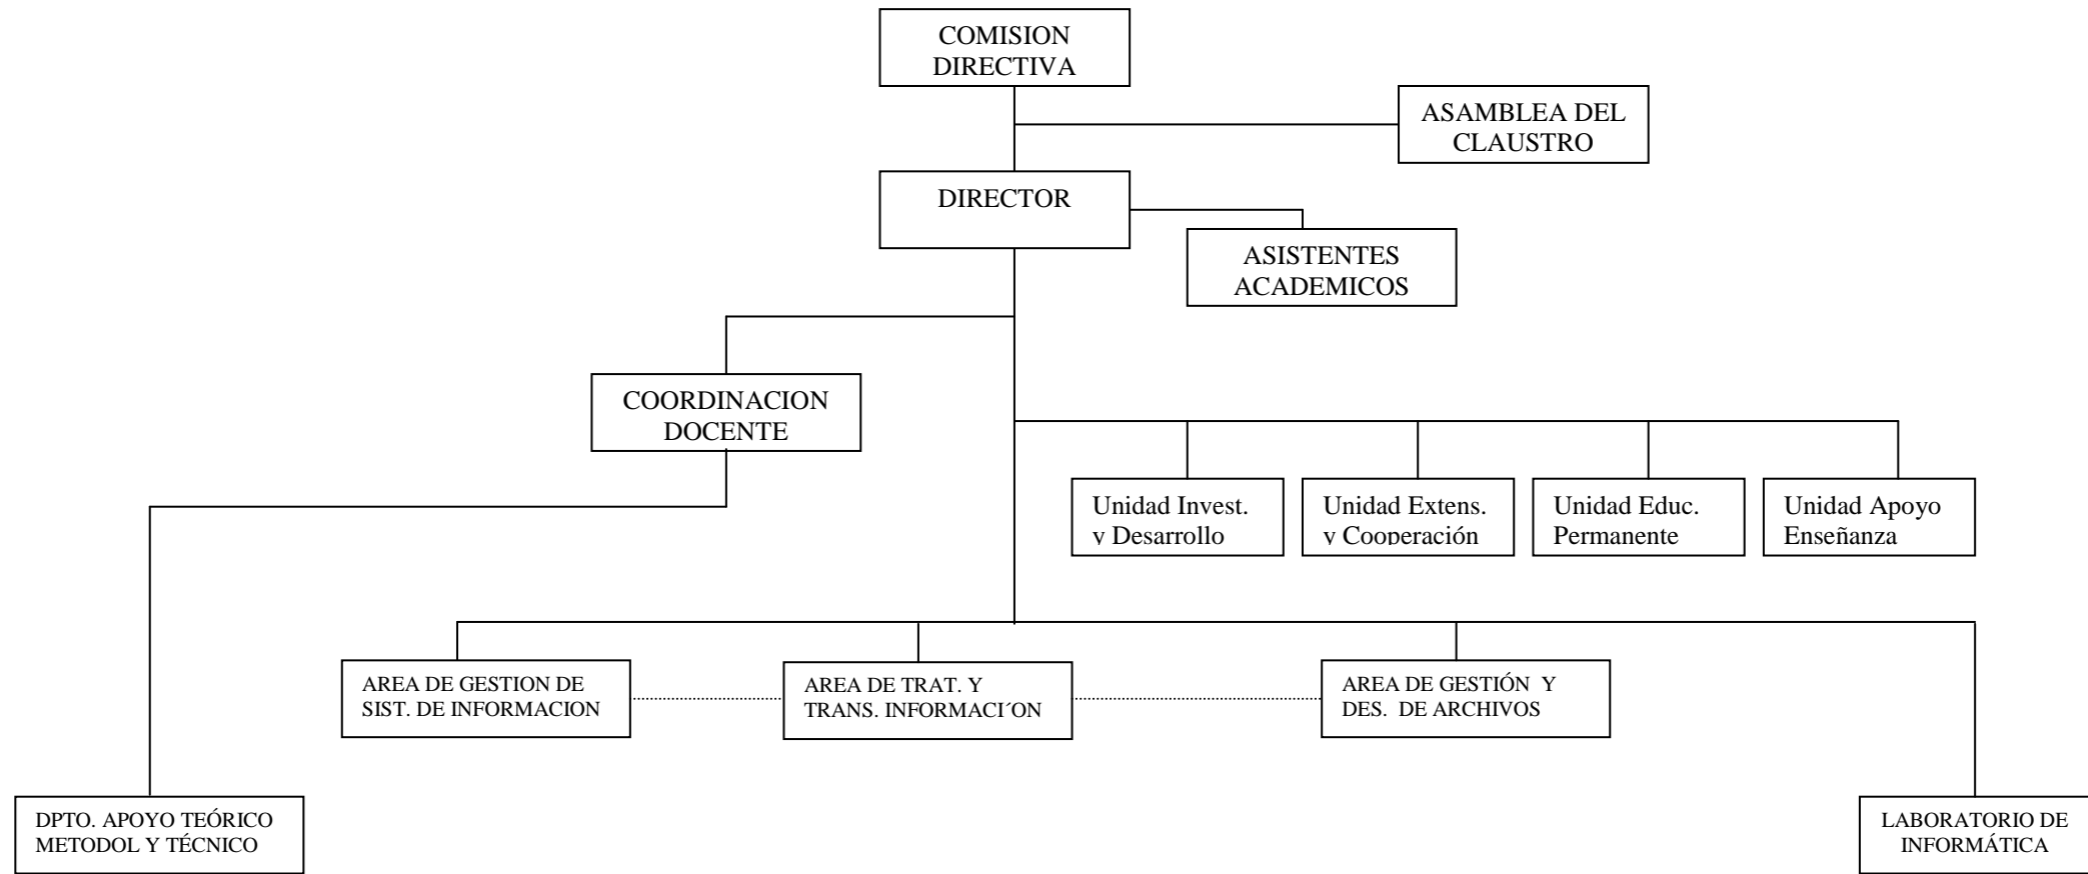 COMISION
DIRECTIVA
ASAMBLEA DEL
CLAUSTRO
DIRECTOR
ASISTENTES
ACADEMICOS
COORDINACION
DOCENTE
Unidad Invest.
y Desarrollo
Unidad Extens.
y Cooperación
Unidad Educ.
Permanente
Unidad Apoyo
Enseñanza
AREA DE GESTION DE
SIST. DE INFORMACION
AREA DE TRAT. Y
TRANS. INFORMACI´ON
AREA DE GESTIÓN Y
DES. DE ARCHIVOS
DPTO. APOYO TEÓRICO
METODOL Y TÉCNICO
LABORATORIO DE
INFORMÁTICA